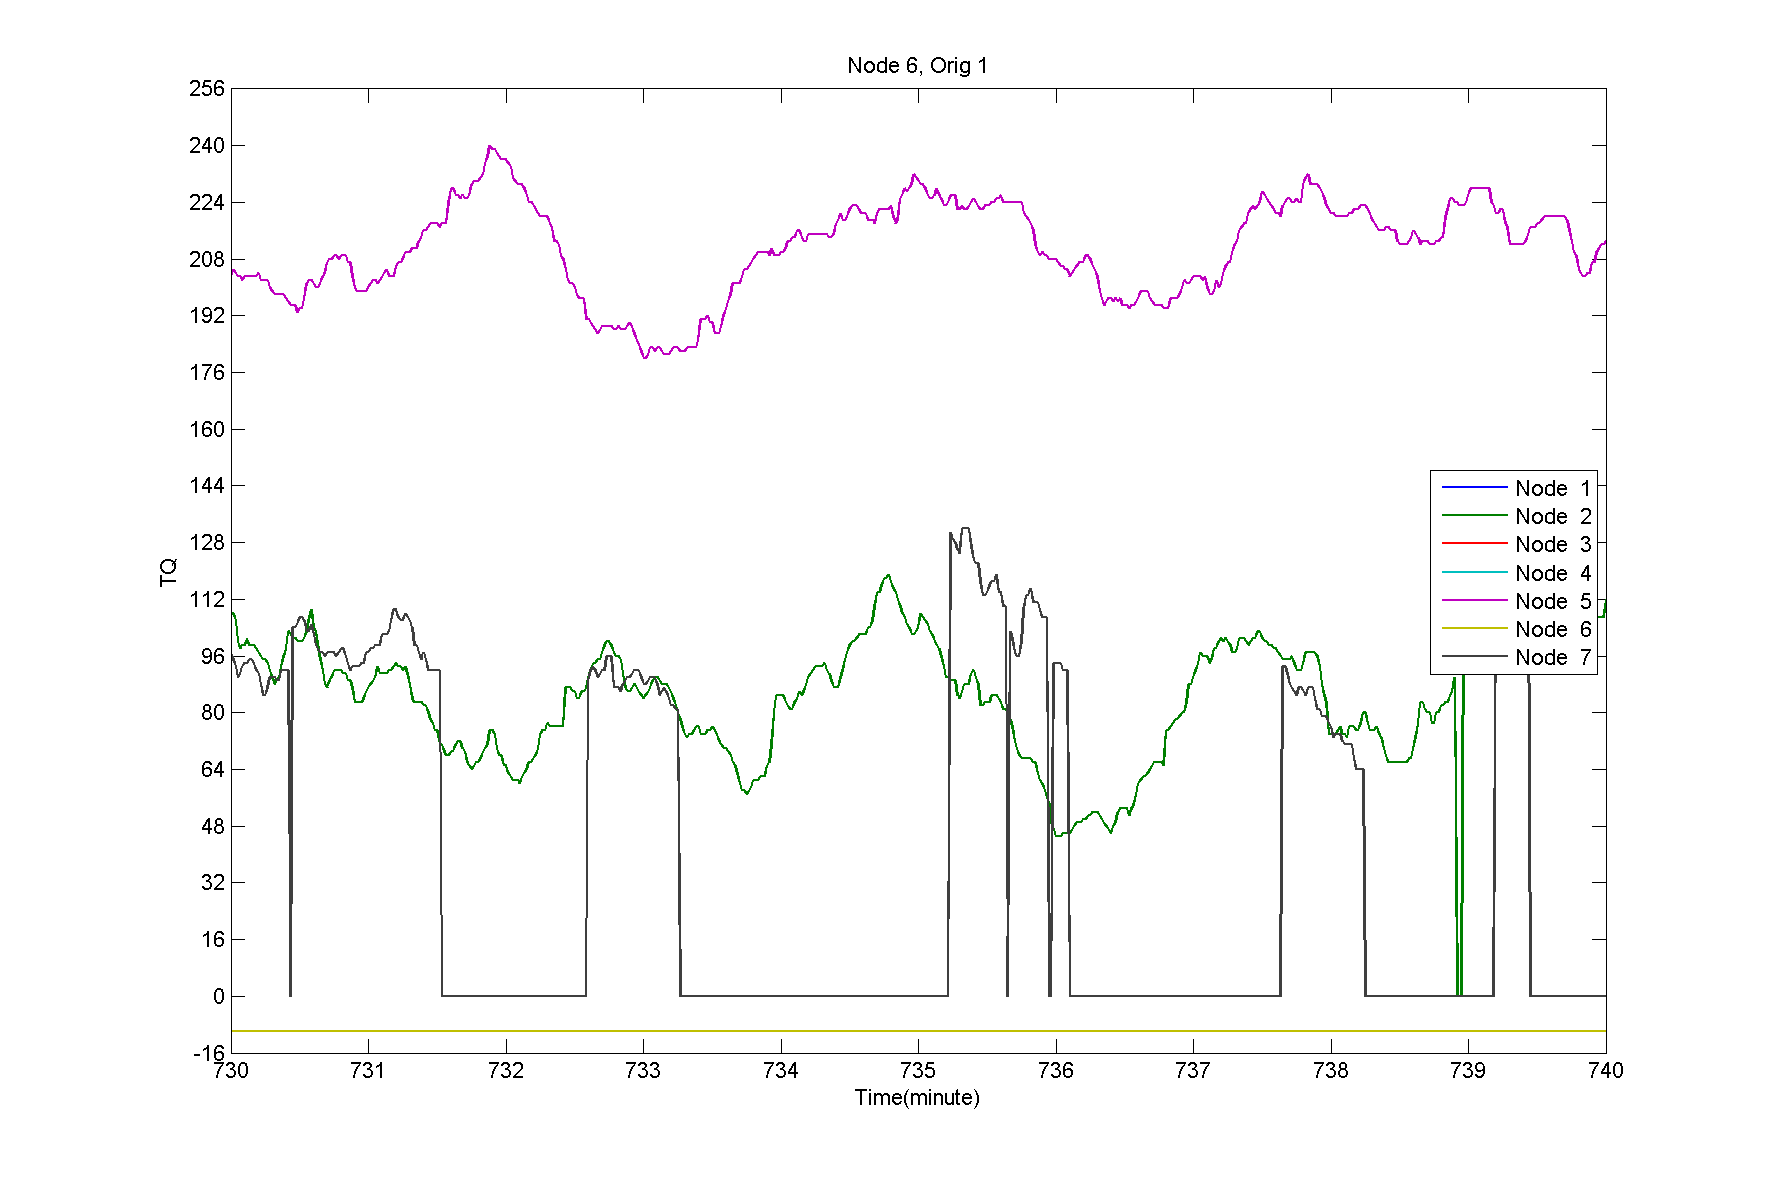 Node 6, Orig 1
256
240
224
208
192
176
160
144
128
112
96
80
64
48
32
16
0
-16
TQ
Node 1
Node 2
Node 3
Node 4
Node 5
Node 6
Node 7
730 731 732 733 734 735 736 737 738 739 740
Time(minute)